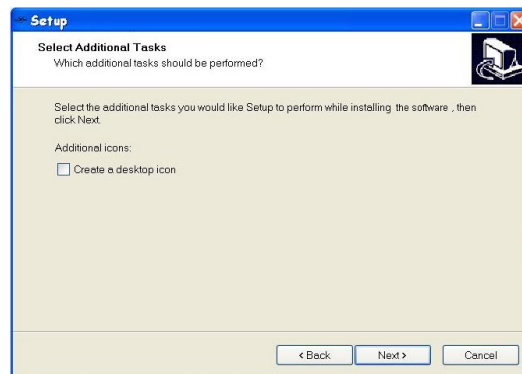 Setup
Select Additional Tasks
Which additional tasks should be performed?
Select the additional tasks you would like Setup to perform while installing the software , then
click Next.
Additional icons:
Create a desktop icon
< Back Next > Cancel